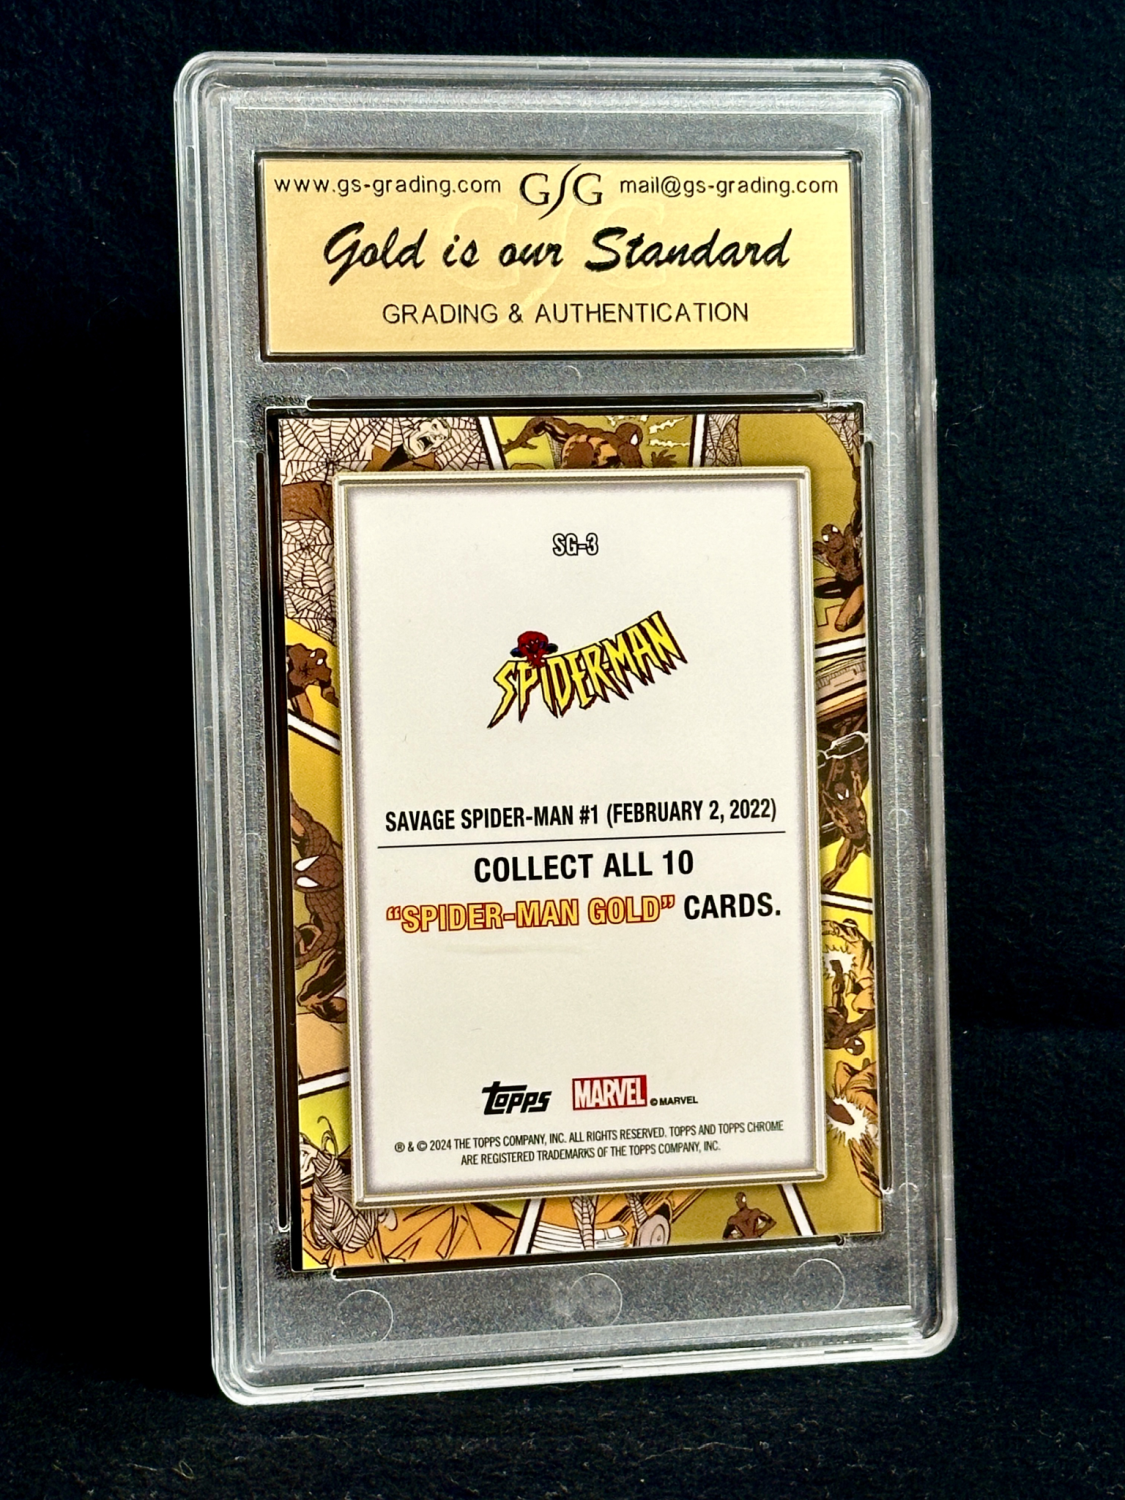 www.gs-grading.com GSG mail@gs-grading.com
Gold is our Standard
GRADING & AUTHENTICATION
SG-3
SPIDER-MAN
SAVAGE SPIDER-MAN #1 (FEBRUARY 2, 2022)
COLLECT ALL 10
“SPIDER-MAN GOLD” CARDS.
Topps MARVEL © MARVEL
® & © 2024 THE TOPPS COMPANY, INC. ALL RIGHTS RESERVED. TOPPS AND TOPPS CHROME
ARE REGISTERED TRADEMARKS OF THE TOPPS COMPANY, INC.